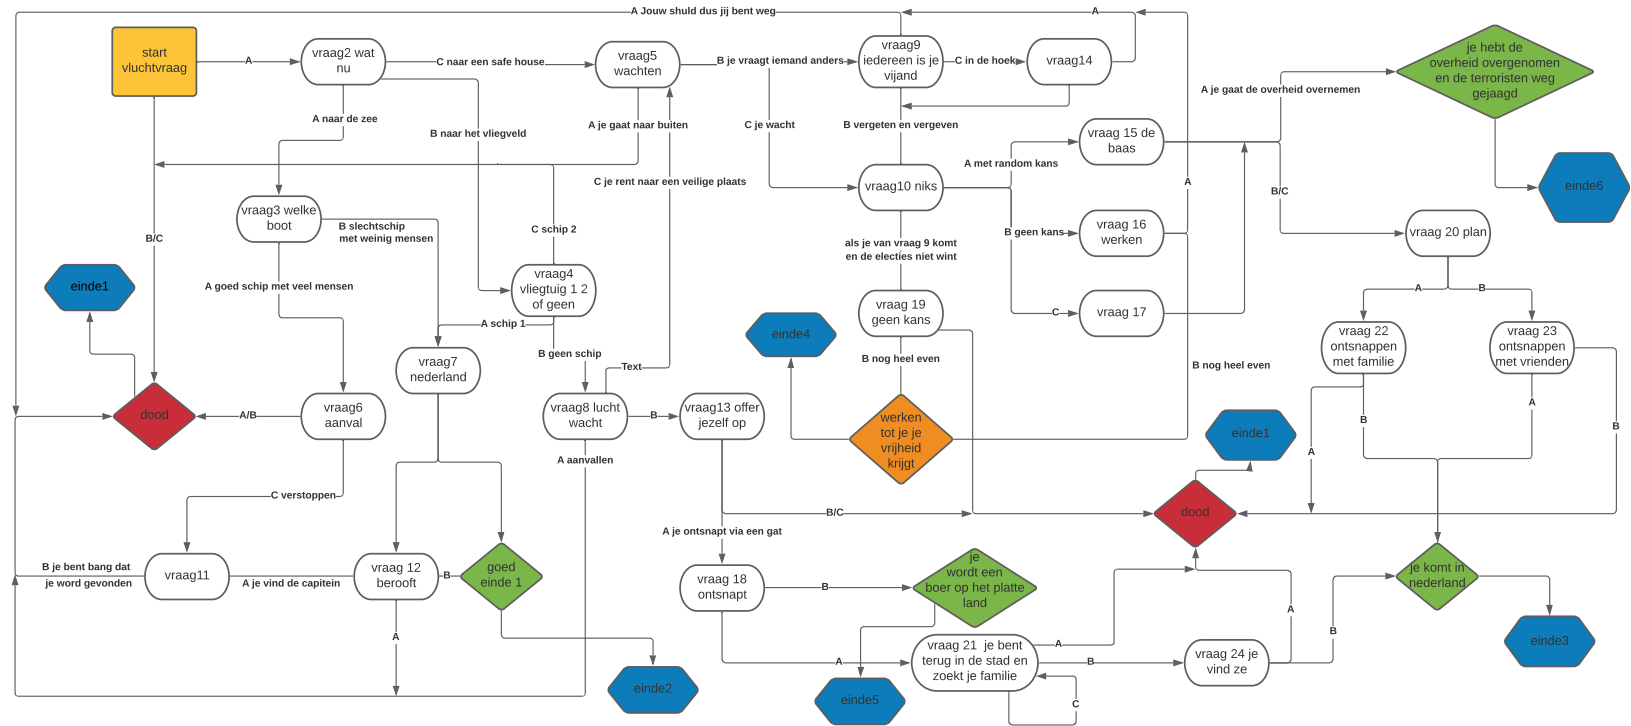 A Jouw shuld dus jij bent weg
A
start
vluchtvraag
A
vraag2 wat
nu
C naar een safe house
vraag5
wachten
B je vraagt iemand anders
vraag9
iedereen is je
vijand
C in de hoek
vraag14
je hebt de
overheid overgenomen
en de terroristen weg
gejaagd
A je gaat de overheid overnemen
A naar de zee
B naar het vliegveld
A je gaat naar buiten
C je wacht
B vergeten en vergeven
vraag 15 de
baas
A met random kans
C je rent naar een veilige plaats
vraag10 niks
A
B/C
einde6
vraag3 welke
boot
B slechtschip
met weinig mensen
C schip 2
B/C
als je van vraag 9 komt
en de electies niet wint
B geen kans
vraag 16
werken
vraag 20 plan
einde1
A goed schip met veel mensen
vraag4
vliegtuig 1 2
of geen
A
B
vraag 19
geen kans
C
vraag 17
A schip 1
einde4
vraag 22
ontsnappen
met familie
vraag 23
ontsnappen
met vrienden
B geen schip
vraag7
nederland
Text
B nog heel even
B nog heel even
dood
A/B
vraag6
aanval
vraag8 lucht
wacht
B
vraag13 offer
jezelf op
werken
tot je je
vrijheid
krijgt
einde1
B
A
B
A
A aanvallen
C verstoppen
B/C
dood
A je ontsnapt via een gat
B je bent bang dat
je word gevonden
vraag11
A je vind de capitein
vraag 12
berooft
B
goed
einde 1
vraag 18
ontsnapt
B
je
wordt een
boer op het platte
land
je komt in
nederland
A
A
B
A
vraag 21 je bent
terug in de stad en
zoekt je familie
A
B
vraag 24 je
vind ze
einde3
einde2
einde5
C